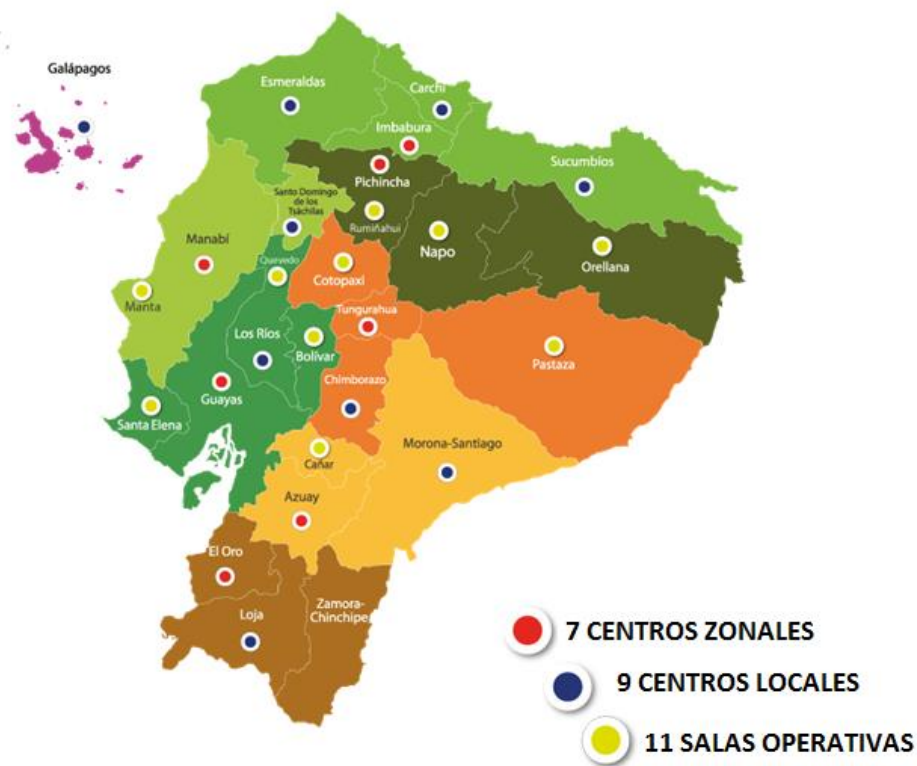 Galápagos
Esmeraldas
Carchi
Imbabura
Sucumbíos
Pichincha
Santo Domingo
de los
Tsáchilas
Rumiñahui
Manabí
Napo
Orellana
Quevedo
Cotopaxi
Manta
Tungurahua
Los Ríos
Bolívar
Pastaza
Chimborazo
Guayas
Santa Elena
Morona-Santiago
Cañar
Azuay
El Oro
Zamora-
Chinchipe
Loja
7 CENTROS ZONALES
9 CENTROS LOCALES
11 SALAS OPERATIVAS